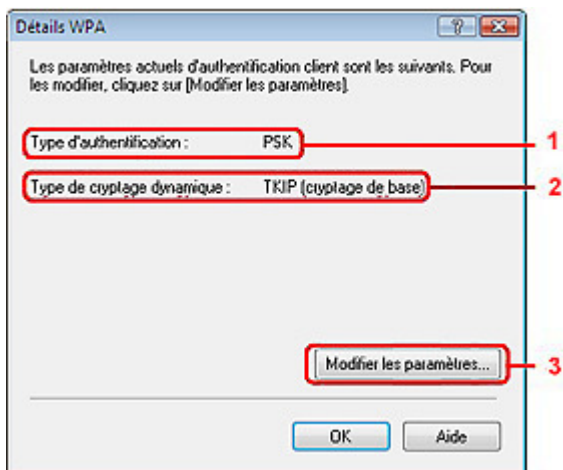 Détails WPA
Les paramètres actuels d'authentification client sont les suivants. Pour
les modifier, cliquez sur [Modifier les paramètres].
Type d'authentification : PSK 1
Type de cryptage dynamique : TKIP (cryptage de base) 2
Modifier les paramètres... 3
OK Aide